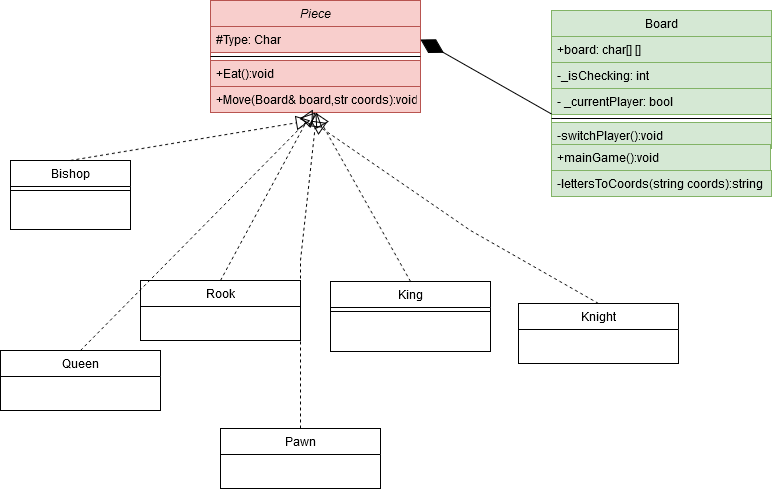 Piece
#Type: Char
+Eat():void
+Move(Board& board,str coords):void
Board
+board: char[] []
-_isChecking: int
- _currentPlayer: bool
-switchPlayer():void
+mainGame():void
-lettersToCoords(string coords):string
Bishop
Rook
King
Knight
Queen
Pawn